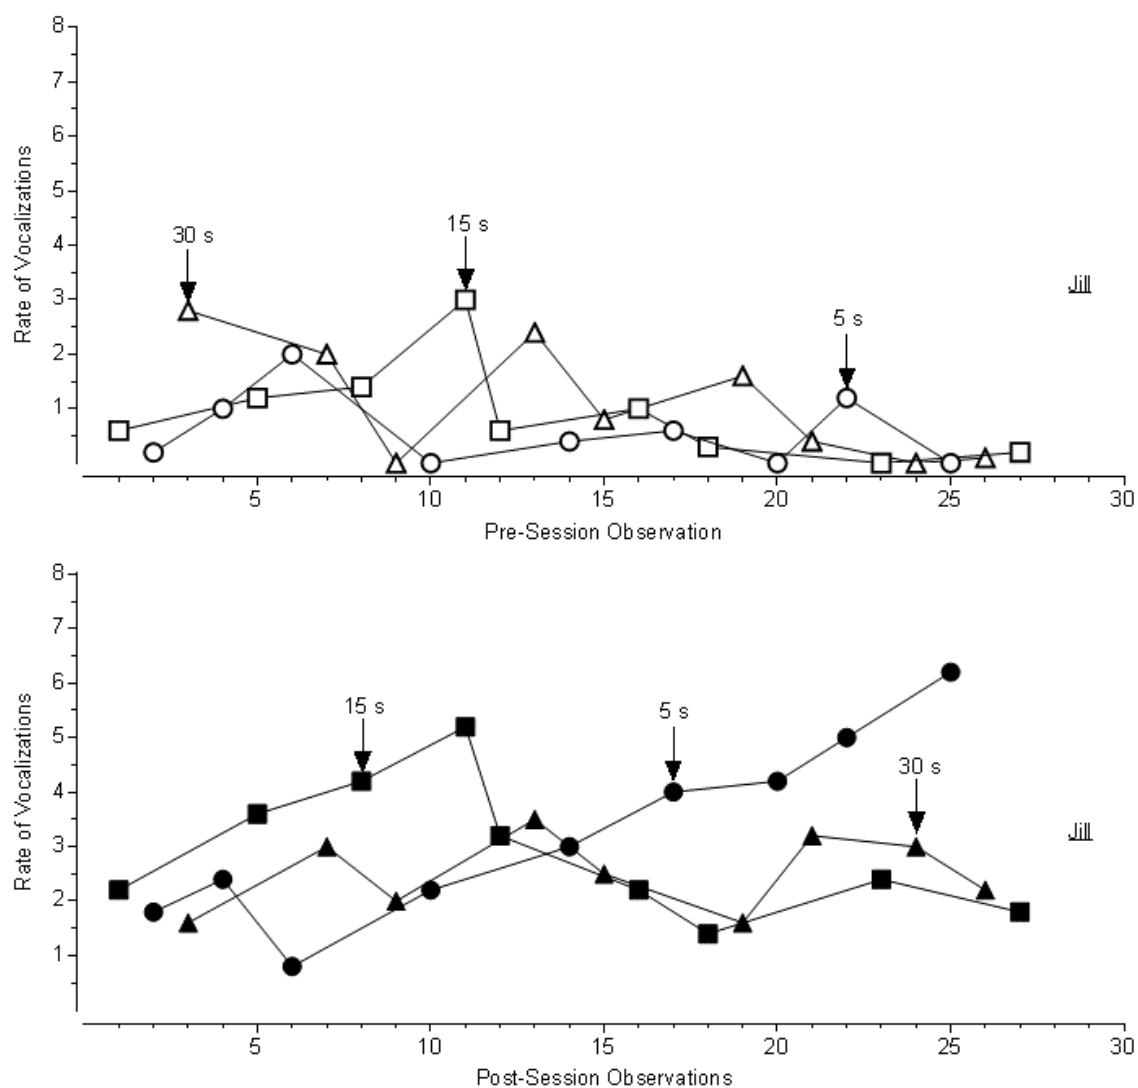 8
7
6
5
4
3
2
1
Rate of Vocalizations
30 s
15 s
5 s
Jill
5 10 15 20 25 30
Pre-Session Observation
8
7
6
5
4
3
2
1
Rate of Vocalizations
15 s
5 s
30 s
Jill
5 10 15 20 25 30
Post-Session Observations